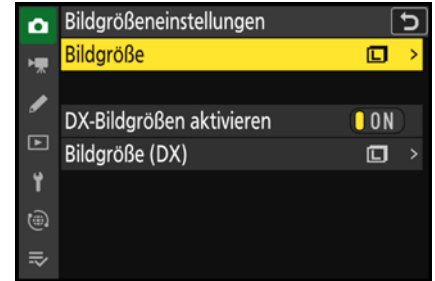 Bildgrößeneinstellungen
Bildgröße L
DX-Bildgrößen aktivieren ON
Bildgröße (DX) L